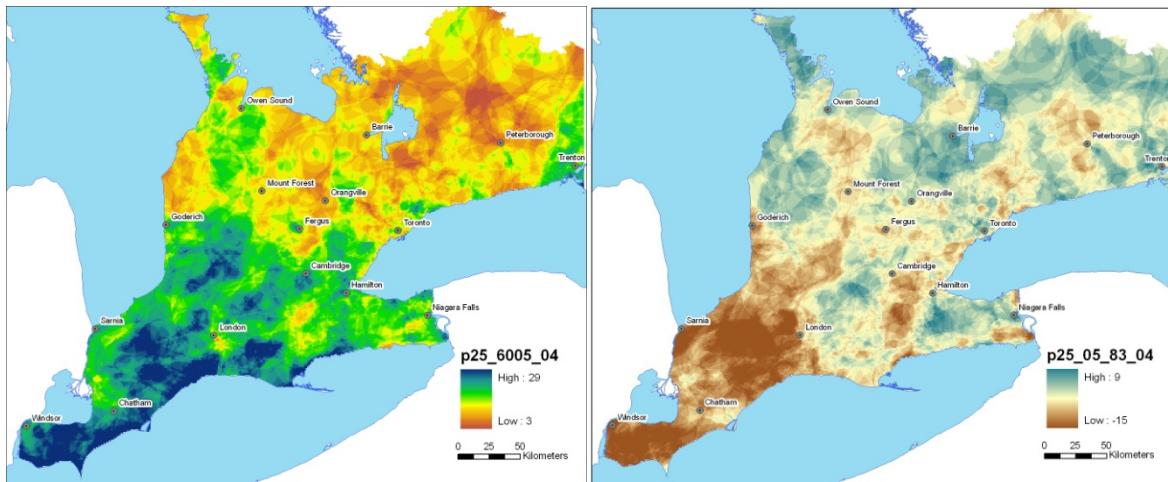 Owen Sound
Barrie
Peterborough
Trenton
Mount Forest
Orangville
Goderich
Fergus
Toronto
Cambridge
Hamilton
Niagara Falls
Sarnia
London
Chatham
Windsor
p25_6005_04
High : 29
Low : 3
0 25 50
Kilometers
Owen Sound
Barrie
Peterborough
Trenton
Mount Forest
Orangville
Goderich
Fergus
Toronto
Cambridge
Hamilton
Niagara Falls
Sarnia
London
Chatham
Windsor
p25_05_83_04
High : 9
Low : -15
0 25 50
Kilometers